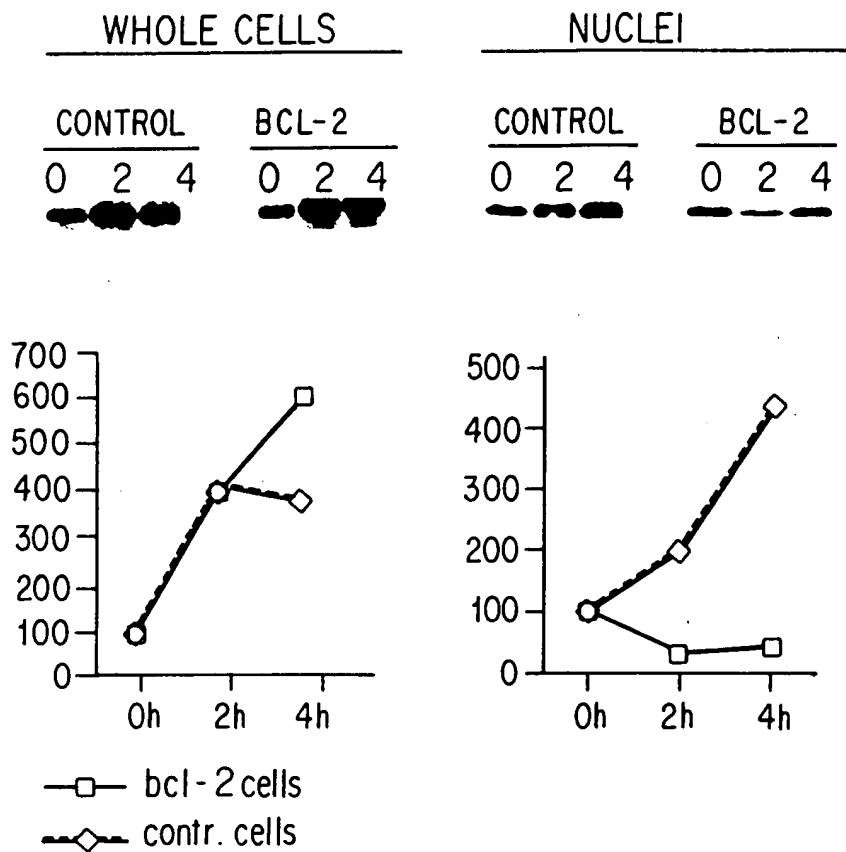 WHOLE CELLS
NUCLEI
CONTROL
BCL-2
CONTROL
BCL-2
0 2 4
0 2 4
0 2 4
0 2 4
700
600
500
400
300
200
100
0
0h 2h 4h
500
400
300
200
100
0
0h 2h 4h
bcl-2 cells
contr. cells